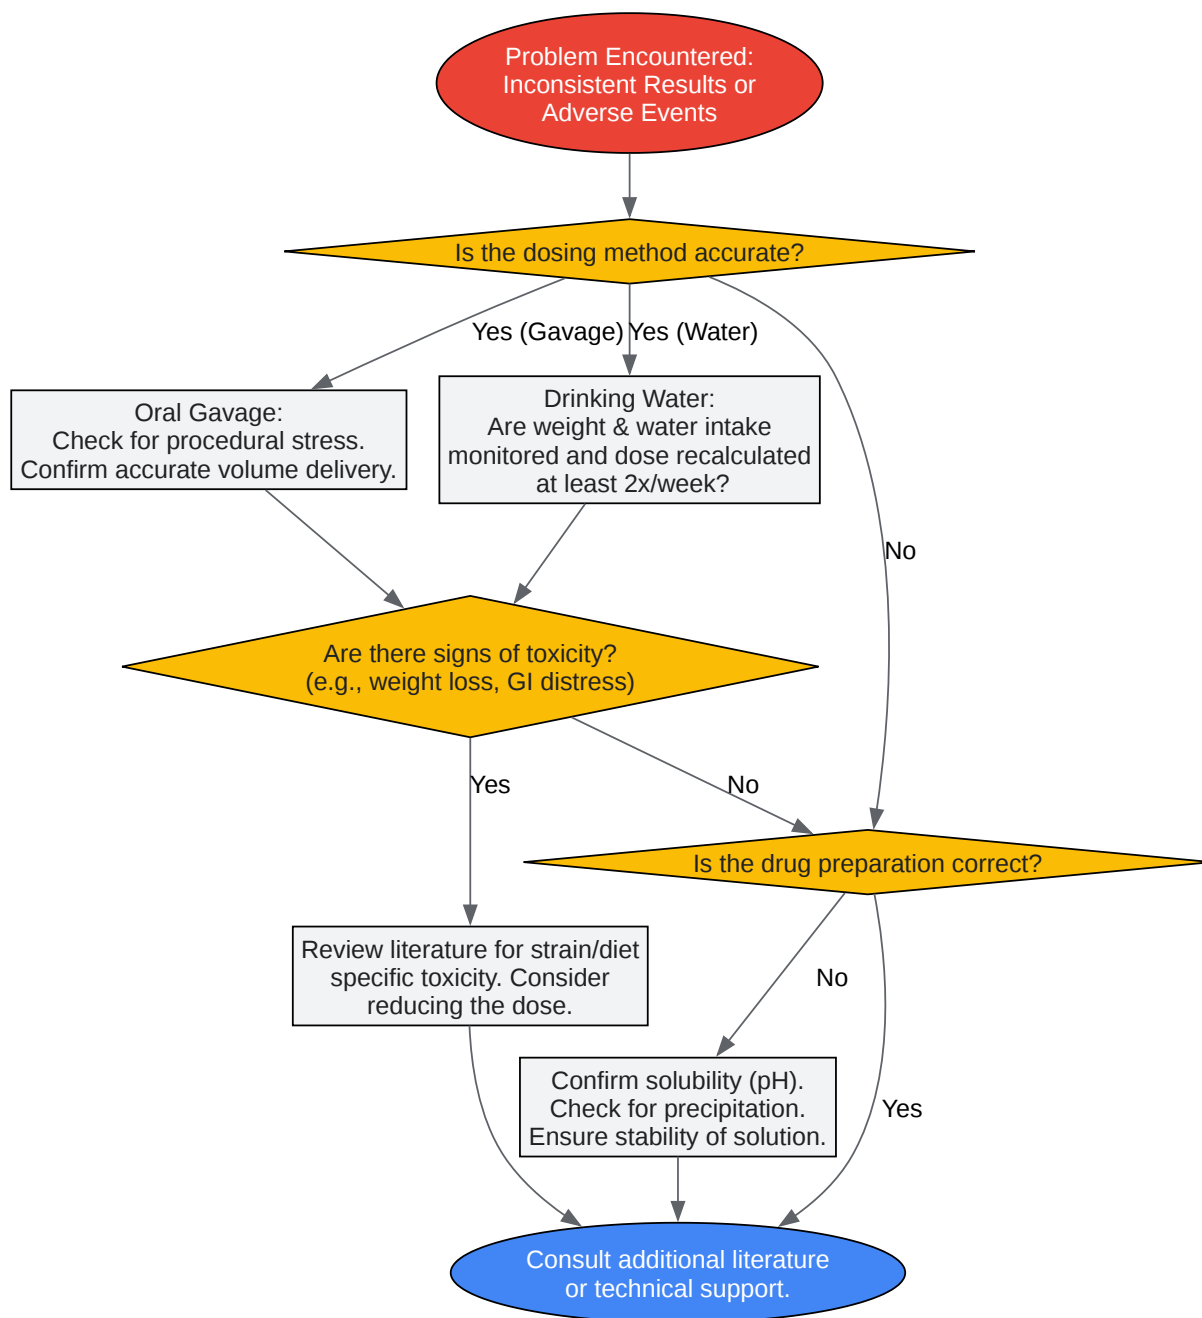 Problem Encountered:
Inconsistent Results or
Adverse Events
Is the dosing method accurate?
Yes (Gavage)
Yes (Water)
Oral Gavage:
Check for procedural stress.
Confirm accurate volume delivery.
Drinking Water:
Are weight & water intake
monitored and dose recalculated
at least 2x/week?
No
Are there signs of toxicity?
(e.g., weight loss, GI distress)
Yes
No
Is the drug preparation correct?
Review literature for strain/diet
specific toxicity. Consider
reducing the dose.
No
Confirm solubility (pH).
Check for precipitation.
Ensure stability of solution.
Yes
Consult additional literature
or technical support.